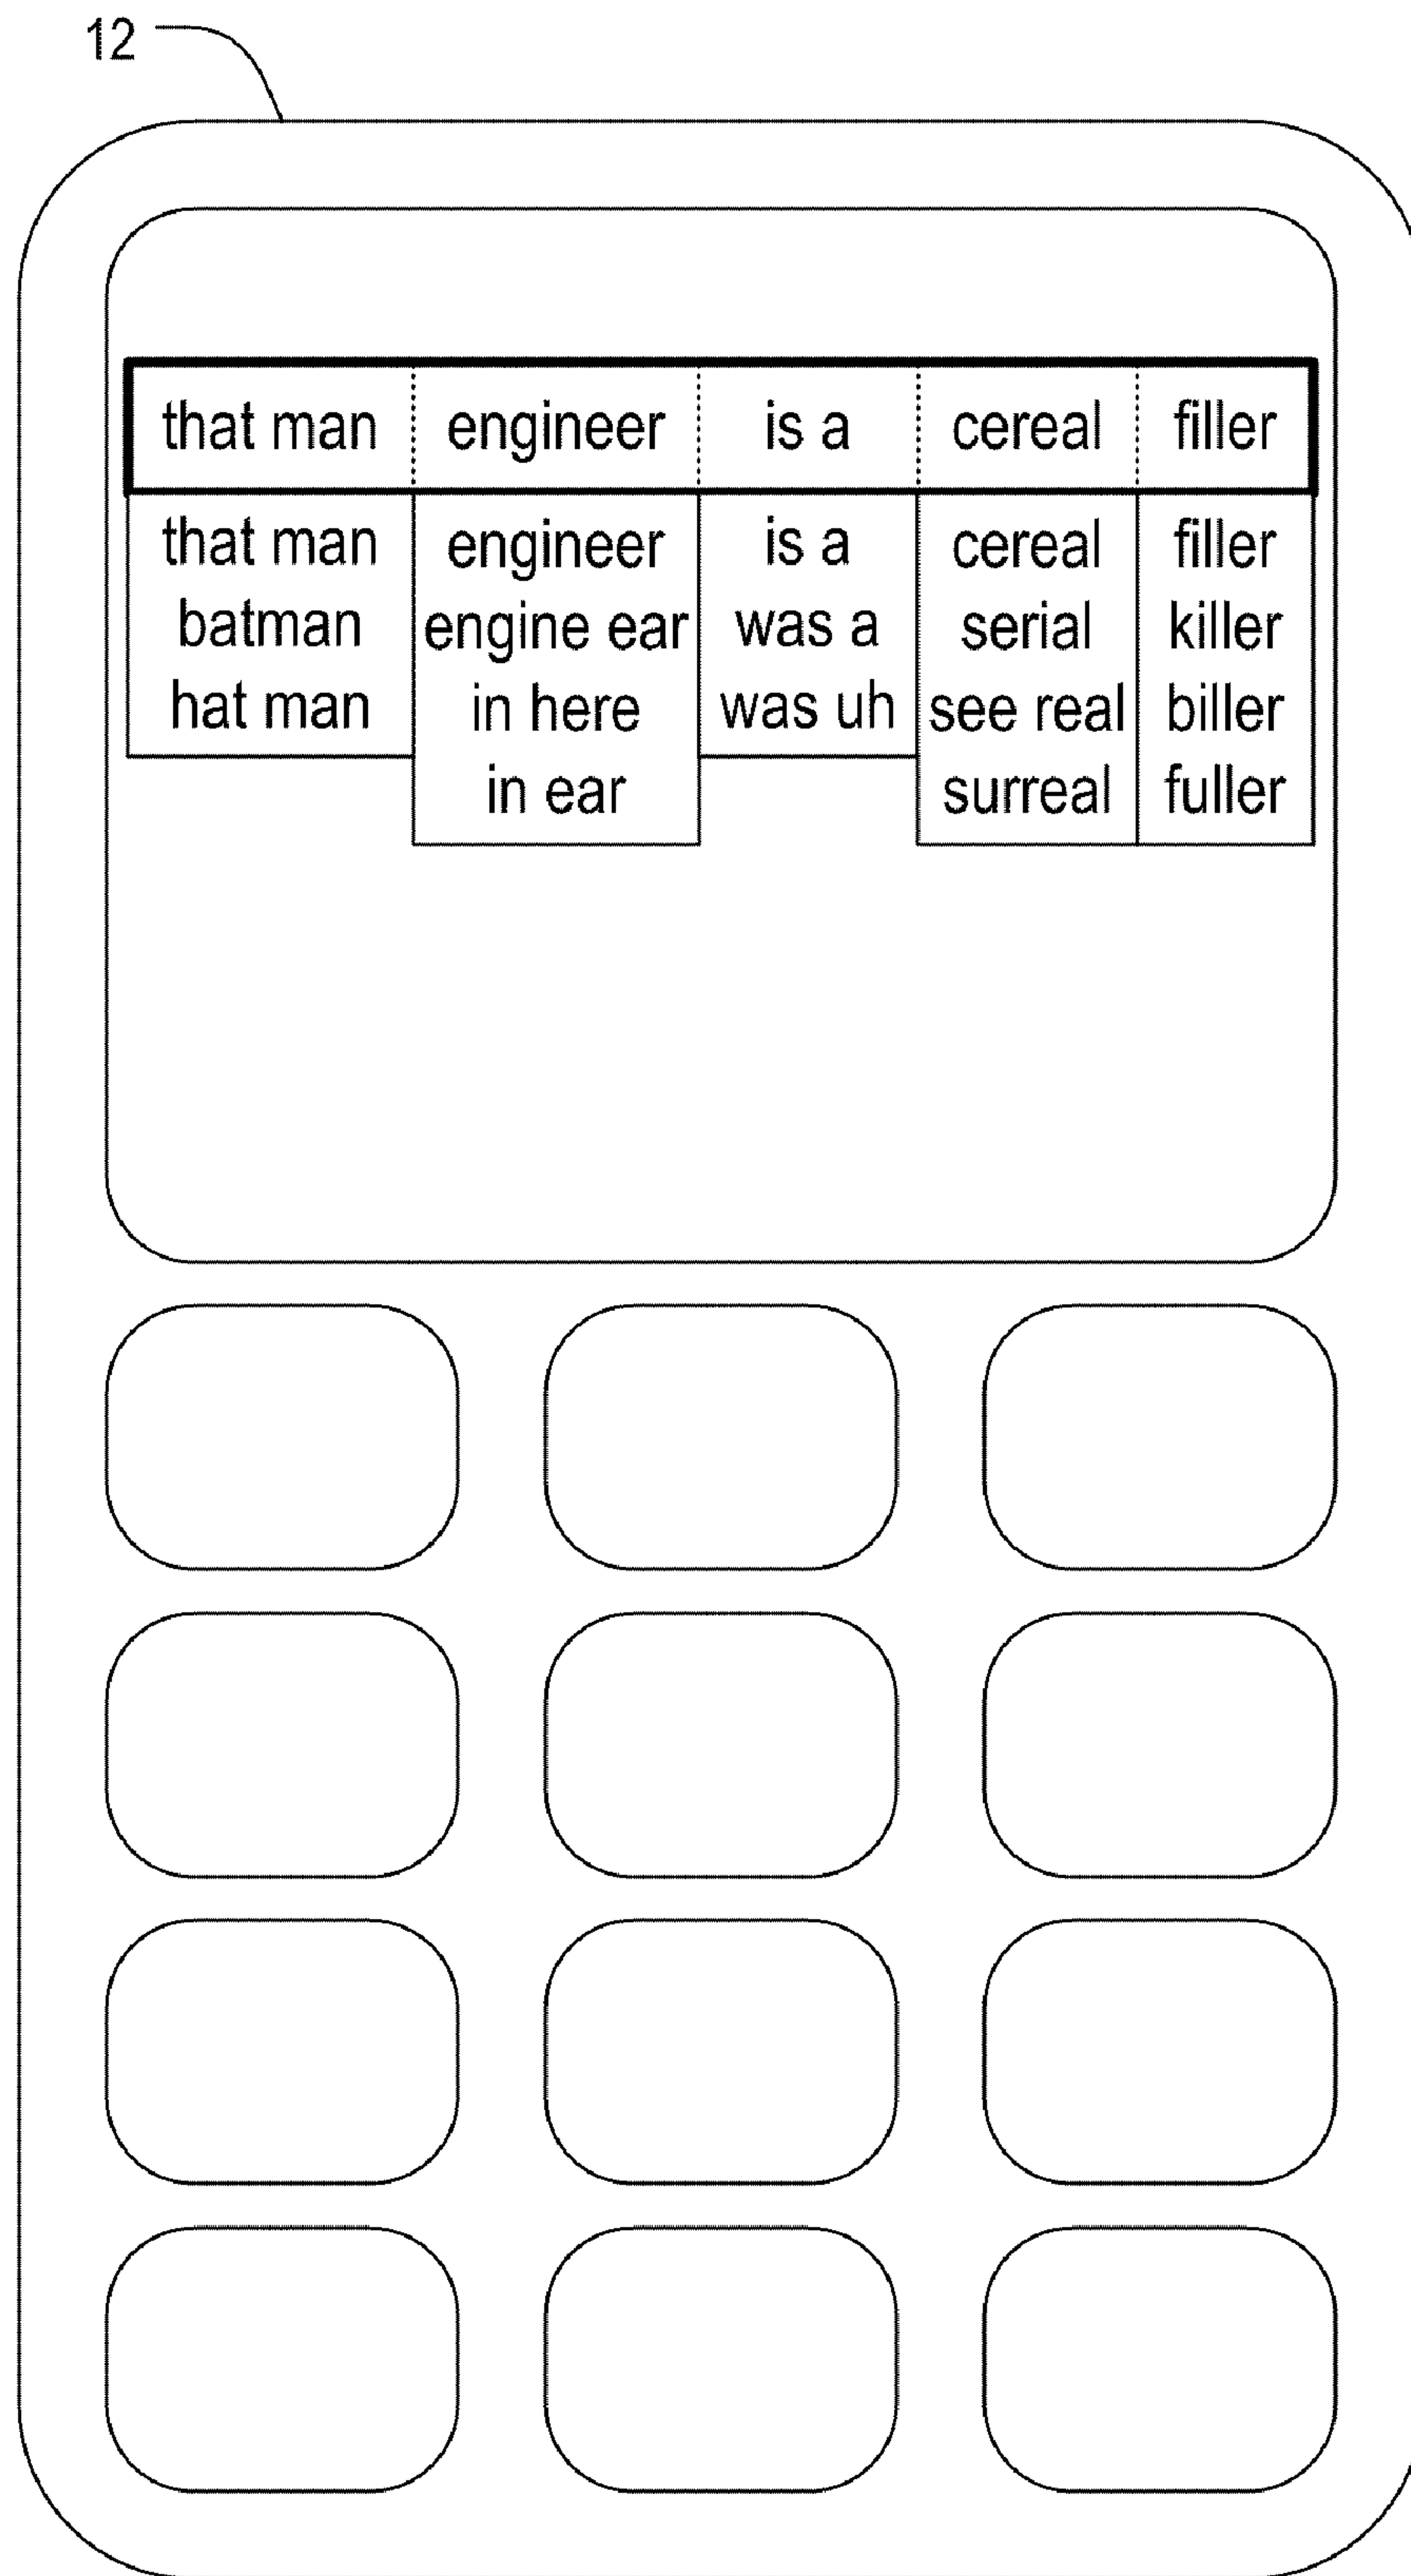 12
that man engineer is a cereal filler
that man engineer is a cereal filler
batman engine ear was a serial killer
hat man in here was uh see real biller
in ear surreal fuller